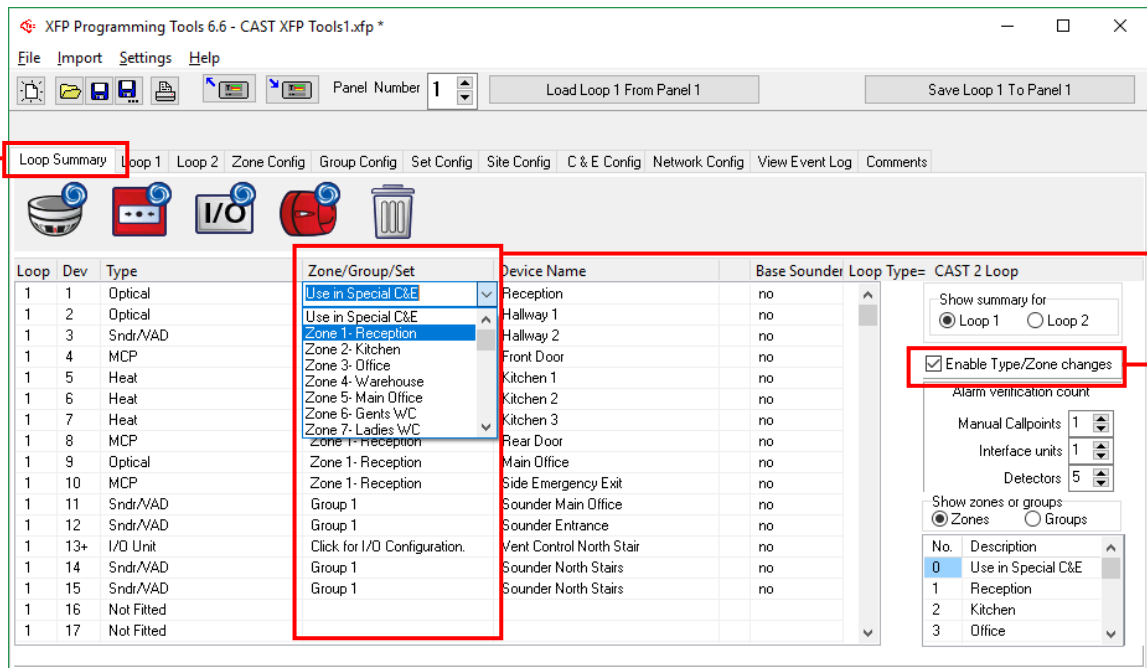 XFP Programming Tools 6.6 - CAST XFP Tools1.xfp *
File Import Settings Help
Panel Number 1 Load Loop 1 From Panel 1 Save Loop 1 To Panel 1
Loop Summary Loop 1 Loop 2 Zone Config Group Config Set Config Site Config C & E Config Network Config View Event Log Comments
I/O
Loop Dev Type Zone/Group/Set Device Name Base Sounder Loop Type= CAST 2 Loop
1 1 Optical Use in Special C&E Reception no
1 2 Optical Use in Special C&E Hallway 1 no
1 3 Sndr/VAD Zone 1- Reception Hallway 2 no
1 4 MCP Zone 2- Kitchen Front Door no
Zone 3- Office
1 5 Heat Zone 4- Warehouse Kitchen 1 no
1 6 Heat Zone 5- Main Office Kitchen 2 no
Zone 6- Gents WC
1 7 Heat Zone 7- Ladies WC Kitchen 3 no
1 8 MCP Zone 1- Reception Rear Door no
1 9 Optical Zone 1- Reception Main Office no
1 10 MCP Zone 1- Reception Side Emergency Exit no
1 11 Sndr/VAD Group 1 Sounder Main Office no
1 12 Sndr/VAD Group 1 Sounder Entrance no
1 13+ I/O Unit Click for I/O Configuration. Vent Control North Stair no
1 14 Sndr/VAD Group 1 Sounder North Stairs no
1 15 Sndr/VAD Group 1 Sounder North Stairs no
1 16 Not Fitted
1 17 Not Fitted
Show summary for
Loop 1 Loop 2
Enable Type/Zone changes
Alarm verification count
Manual Callpoints 1
Interface units 1
Detectors 5
Show zones or groups
Zones Groups
No. Description
0 Use in Special C&E
1 Reception
2 Kitchen
3 Office